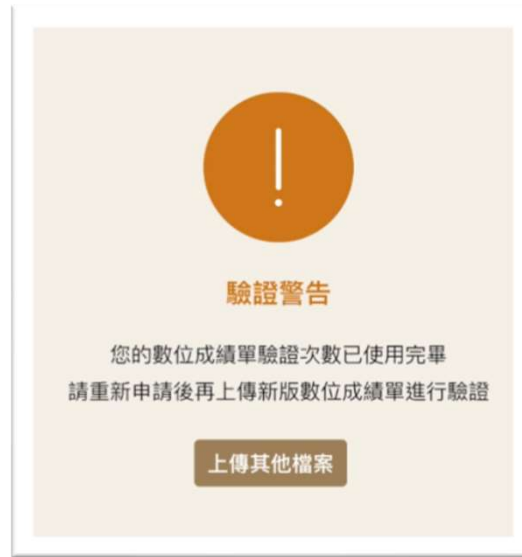 驗證警告
您的數位成績單驗證次數已使用完畢
請重新申請後再上傳新版數位成績單進行驗證
上傳其他檔案